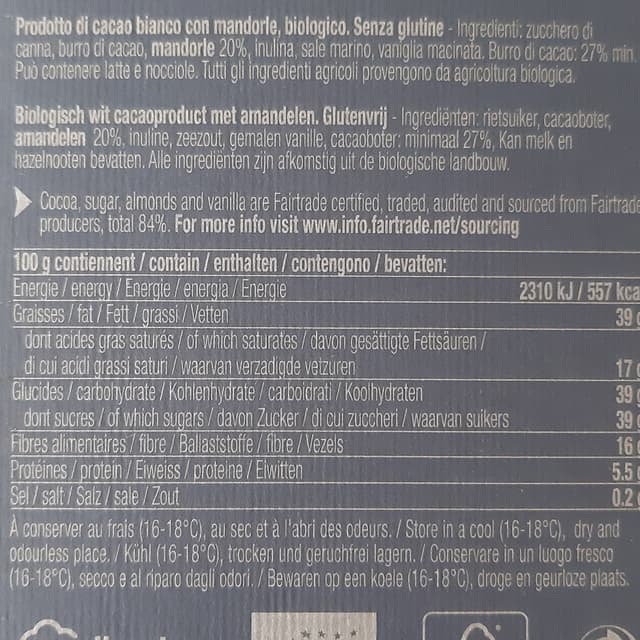 Prodotto di cacao bianco con mandorle, biologico. Senza glutine - Ingredienti: zucchero di
canna, burro di cacao, mandorle 20%, inulina, sale marino, vaniglia macinata. Burro di cacao: 27% min.
Può contenere latte e nocciole. Tutti gli ingredienti agricoli provengono da agricoltura biologica.
Biologisch wit cacaoproduct met amandelen. Glutenvrij - Ingrediënten: rietsuiker, cacaoboter,
amandelen 20%, inuline, zeezout, gemalen vanille, cacaoboter: minimaal 27%, Kan melk en
hazelnooten bevatten. Alle ingrediënten zijn afkomstig uit de biologische landbouw.
Cocoa, sugar, almonds and vanilla are Fairtrade certified, traded, audited and sourced from Fairtrade
producers, total 84%. For more info visit www.info.fairtrade.net/sourcing
100 g contiennent / contain / enthalten / contengono / bevatten:
Energie / energy / Energie / energia / Energie 2310 kJ / 557 kca
Graisses / fat / Fett / grassi / Vetten 39 g
dont acides gras saturés / of which saturates / davon gesättigte Fettsäuren /
di cui acidi grassi saturi / waarvan verzadigde vetzuren 17 g
Glucides / carbohydrate / Kohlenhydrate / carboidrati / Koolhydraten 39 g
dont sucres / of which sugars / davon Zucker / di cui zuccheri / waarvan suikers 39 g
Fibres alimentaires / fibre / Ballaststoffe / fibre / Vezels 16 g
Protéines / protein / Eiweiss / proteine / Eiwitten 5.5 g
Sel / salt / Salz / sale / Zout 0.2 g
À conserver au frais (16-18°C), au sec et à l'abri des odeurs. / Store in a cool (16-18°C), dry and
odourless place. / Kühl (16-18°C), trocken und geruchfrei lagern. / Conservare in un luogo fresco
(16-18°C), secco e al riparo dagli odori. / Bewaren op een koele (16-18°C), droge en geurloze plaats.